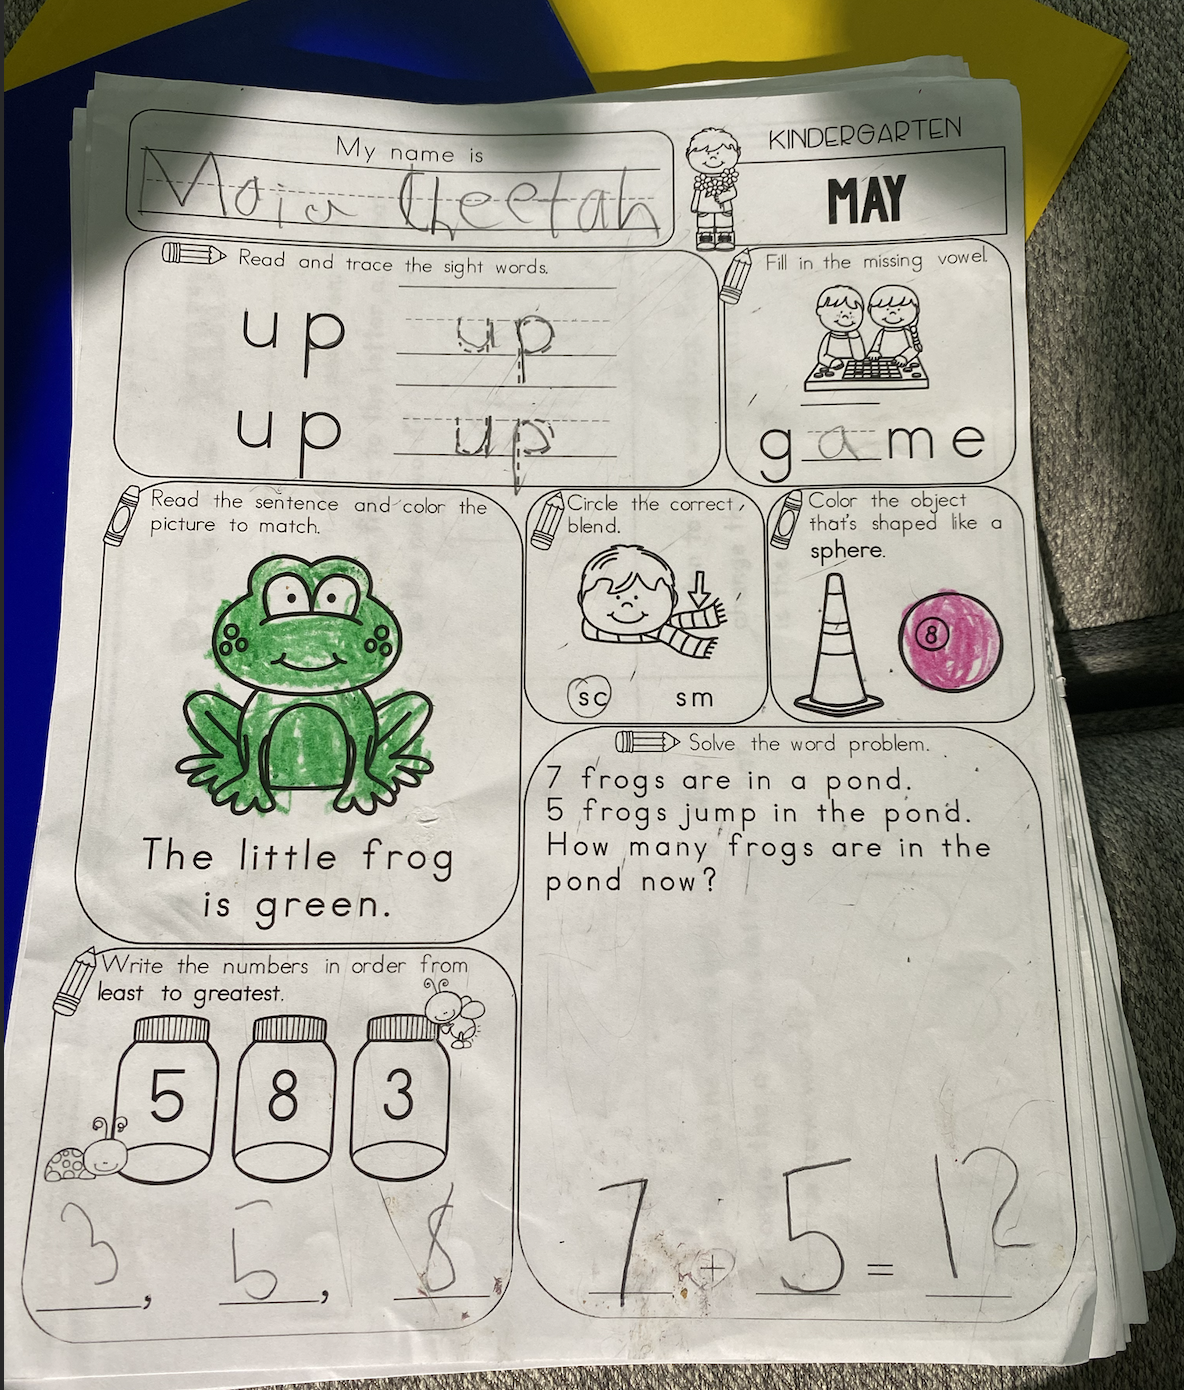 My name is
KINDERGARTEN
Maia Cheetah
MAY
Read and trace the sight words.
up up
up up
Fill in the missing vowel.
game
Read the sentence and color the
picture to match.
The little frog
is green.
Circle the correct
blend.
sc sm
Color the object
that's shaped like a
sphere.
8
Solve the word problem.
7 frogs are in a pond.
5 frogs jump in the pond.
How many frogs are in the
pond now?
7 + 5 = 12
Write the numbers in order from
least to greatest.
5 8 3
3, 5, 8